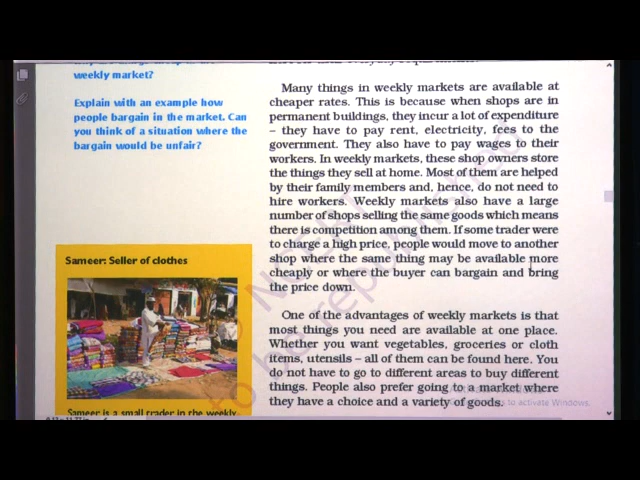 weekly market?
Explain with an example how
people bargain in the market. Can
you think of a situation where the
bargain would be unfair?
Sameer: Seller of clothes
Sameer is a small trader in the weekly
Many things in weekly markets are available at
cheaper rates. This is because when shops are in
permanent buildings, they incur a lot of expenditure
– they have to pay rent, electricity, fees to the
government. They also have to pay wages to their
workers. In weekly markets, these shop owners store
the things they sell at home. Most of them are helped
by their family members and, hence, do not need to
hire workers. Weekly markets also have a large
number of shops selling the same goods which means
there is competition among them. If some trader were
to charge a high price, people would move to another
shop where the same thing may be available more
cheaply or where the buyer can bargain and bring
the price down.
One of the advantages of weekly markets is that
most things you need are available at one place.
Whether you want vegetables, groceries or cloth
items, utensils – all of them can be found here. You
do not have to go to different areas to buy different
things. People also prefer going to a market where
they have a choice and a variety of goods.
to activate Windows.
to be republished